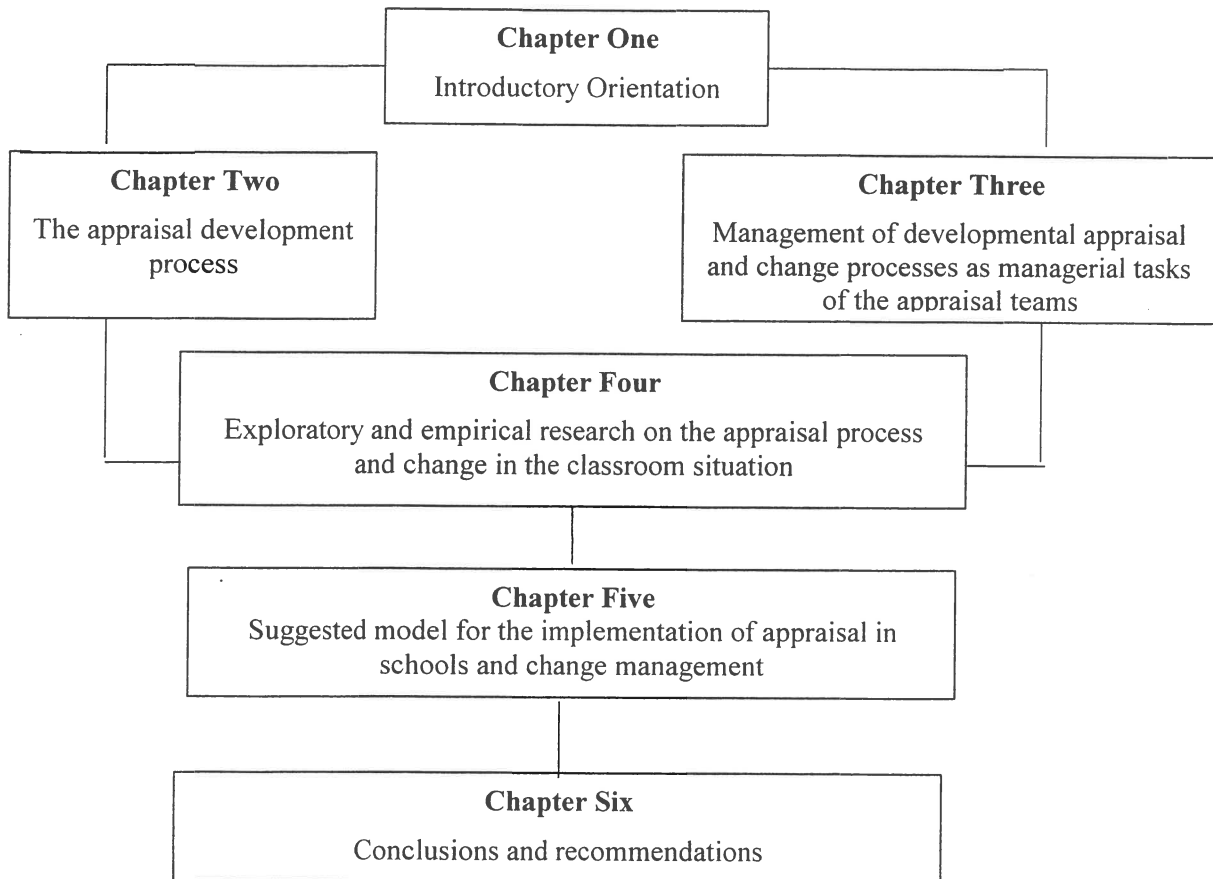 Chapter One
Introductory Orientation
Chapter Two
The appraisal development
process
Chapter Three
Management of developmental appraisal
and change processes as managerial tasks
of the appraisal teams
Chapter Four
Exploratory and empirical research on the appraisal process
and change in the classroom situation
Chapter Five
Suggested model for the implementation of appraisal in
schools and change management
Chapter Six
Conclusions and recommendations